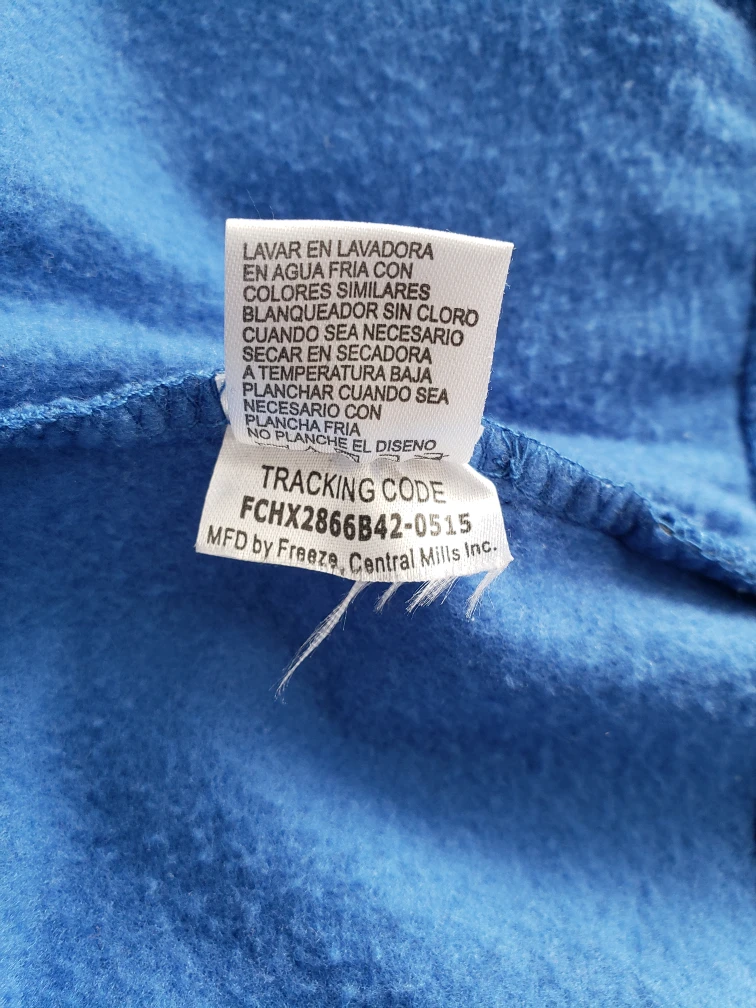 LAVAR EN LAVADORA
EN AGUA FRIA CON
COLORES SIMILARES
BLANQUEADOR SIN CLORO
CUANDO SEA NECESARIO
SECAR EN SECADORA
A TEMPERATURA BAJA
PLANCHAR CUANDO SEA
NECESARIO CON
PLANCHA FRIA
NO PLANCHE EL DISENO
TRACKING CODE
FCHX2866B42-0515
MFD by Freeze, Central Mills Inc.